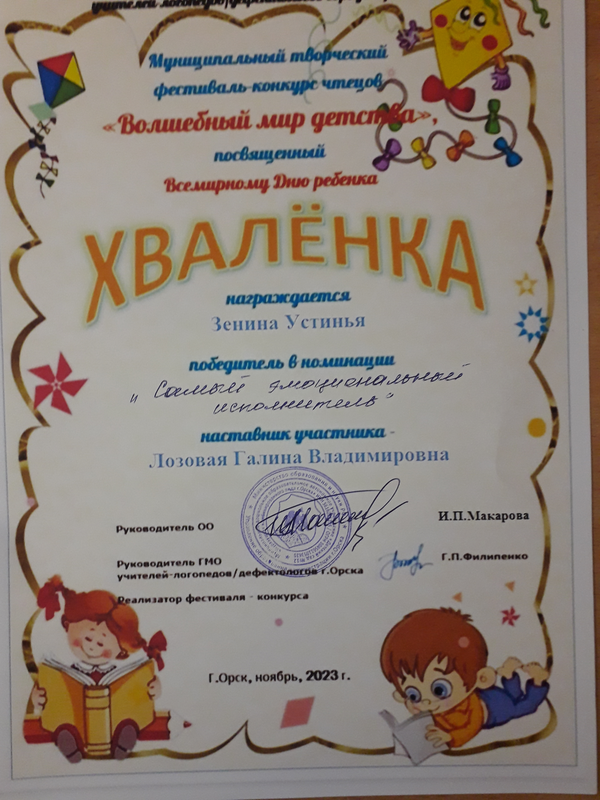 Муниципальный творческий
фестиваль-конкурс чтецов
«Волшебный мир детства»,
посвященный
Всемирному Дню ребенка
ХВАЛЁНКА
награждается
Зенина Устинья
победитель в номинации
"Самый эмоциональный
исполнитель"
наставник участника -
Лозовая Галина Владимировна
Руководитель ОО
И.П.Макарова
Руководитель ГМО
учителей-логопедов/дефектологов г.Орска
Г.П.Филипенко
Реализатор фестиваля - конкурса
Г.Орск, ноябрь, 2023 г.